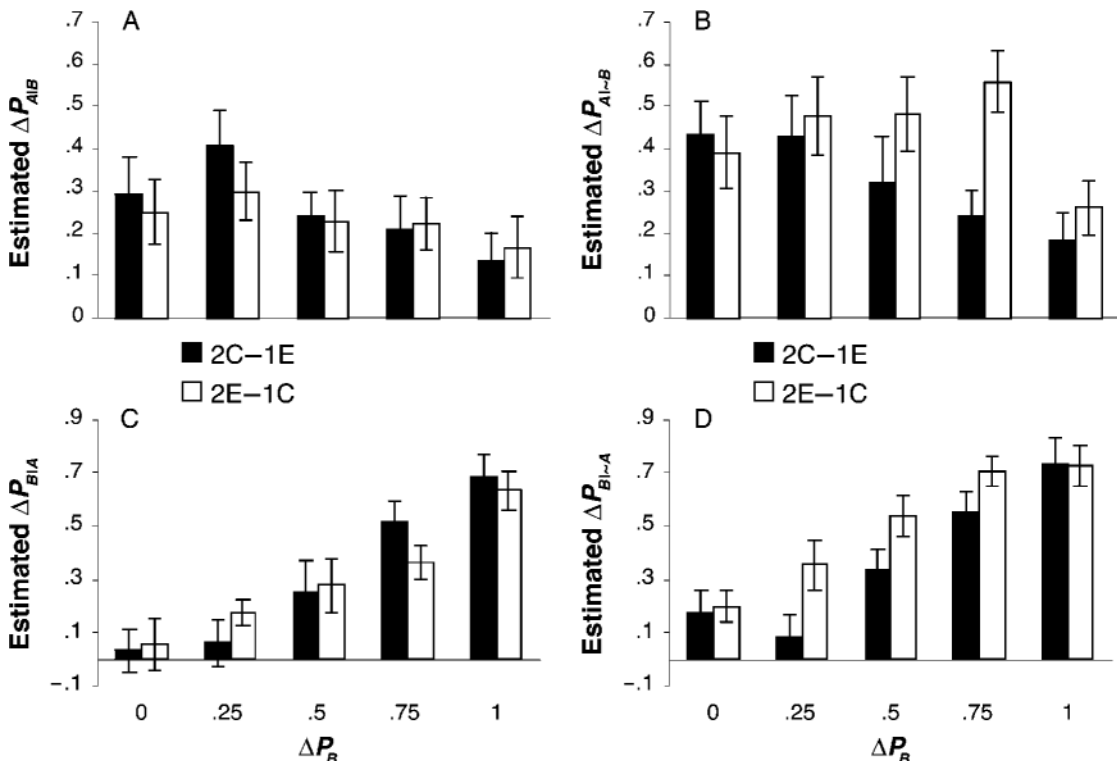 A
Estimated ΔP_A|B
.7
.6
.5
.4
.3
.2
.1
0
B
Estimated ΔP_A|~B
.7
.6
.5
.4
.3
.2
.1
0
2C–1E
2E–1C
2C–1E
2E–1C
C
Estimated ΔP_B|A
.9
.7
.5
.3
.1
–.1
0 .25 .5 .75 1
ΔP_B
D
Estimated ΔP_B|~A
.9
.7
.5
.3
.1
–.1
0 .25 .5 .75 1
ΔP_B